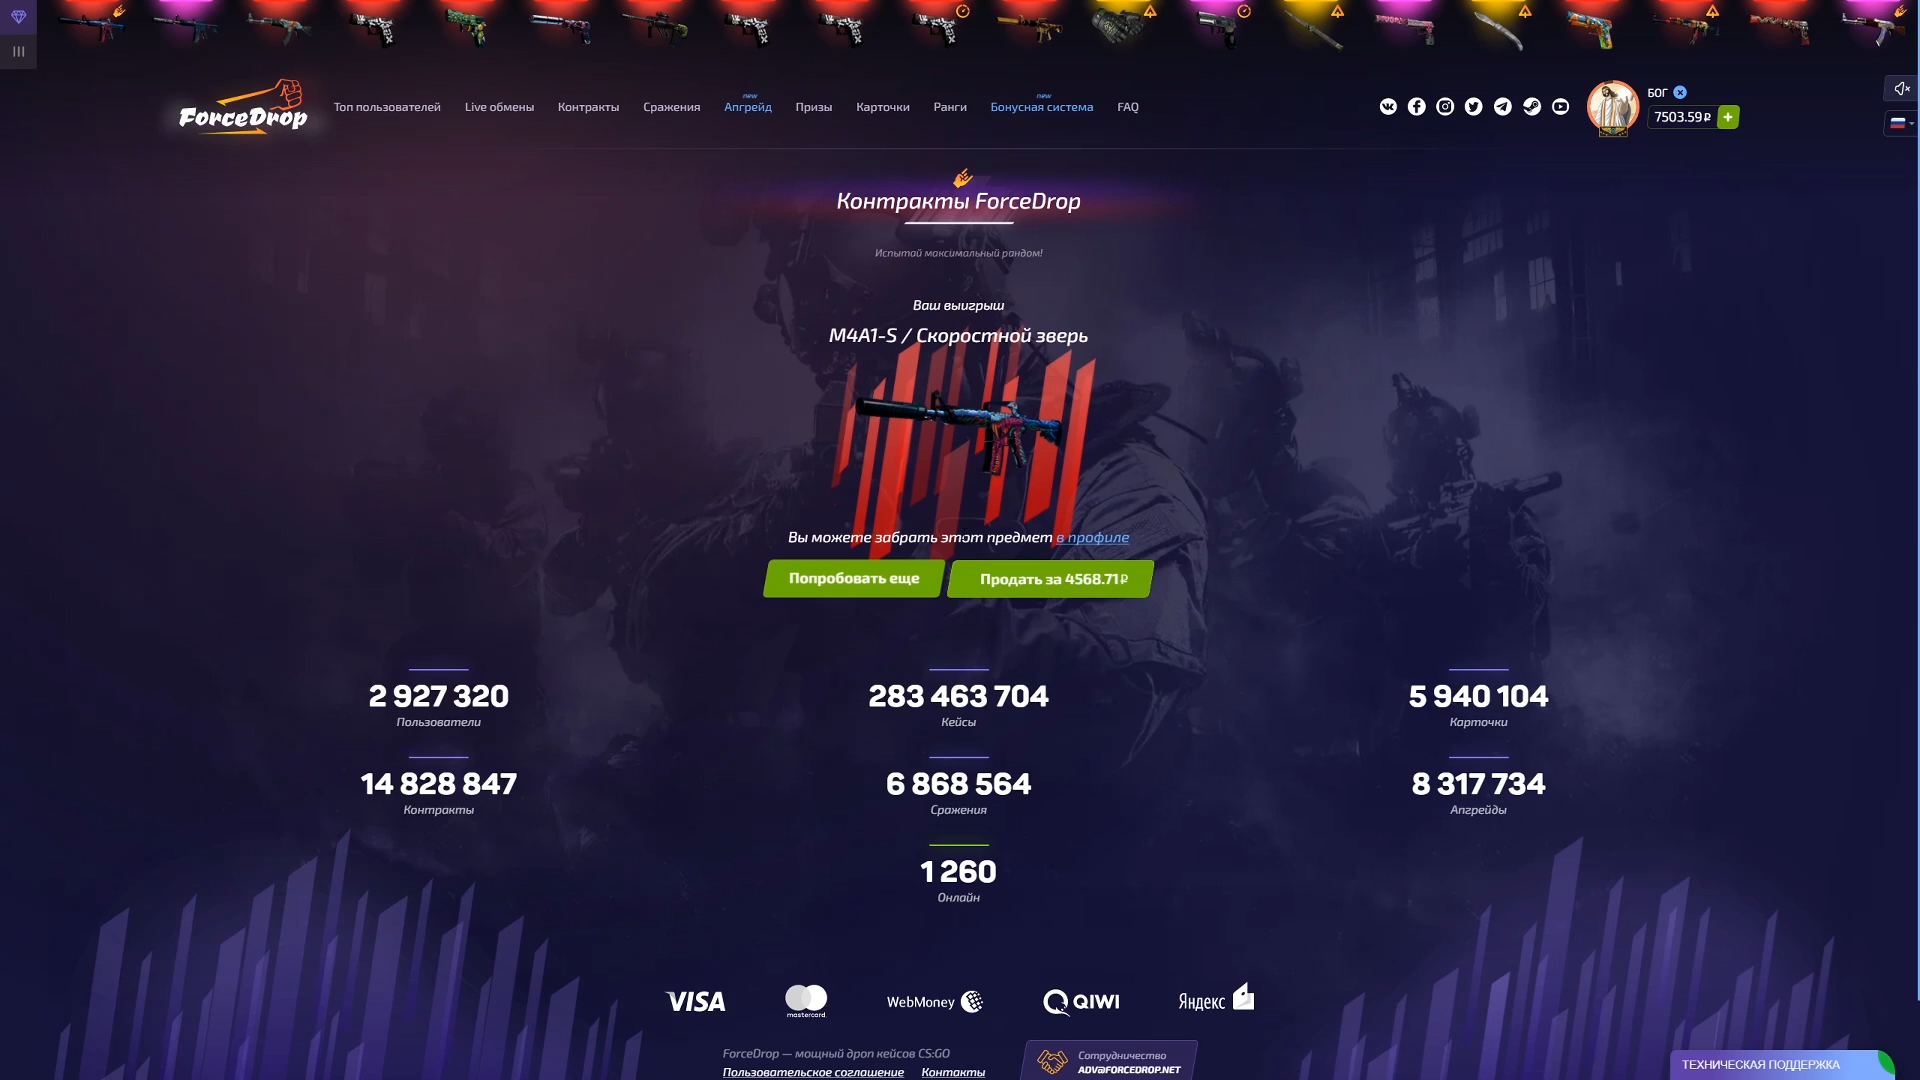 ForceDrop
Топ пользователей
Live обмены
Контракты
Сражения
new
Апгрейд
Призы
Карточки
Ранги
new
Бонусная система
FAQ
БОГ
7503.59₽
+
Контракты ForceDrop
Испытай максимальный рандом!
Ваш выигрыш
M4A1-S / Скоростной зверь
Вы можете забрать этот предмет в профиле
Попробовать еще
Продать за 4568.71₽
2 927 320
Пользователи
283 463 704
Кейсы
5 940 104
Карточки
14 828 847
Контракты
6 868 564
Сражения
8 317 734
Апгрейды
1 260
Онлайн
VISA
mastercard.
WebMoney
QIWI
Яндекс
ForceDrop — мощный дроп кейсов CS:GO
Пользовательское соглашение Контакты
Сотрудничество
ADV@FORCEDROP.NET
ТЕХНИЧЕСКАЯ ПОДДЕРЖКА